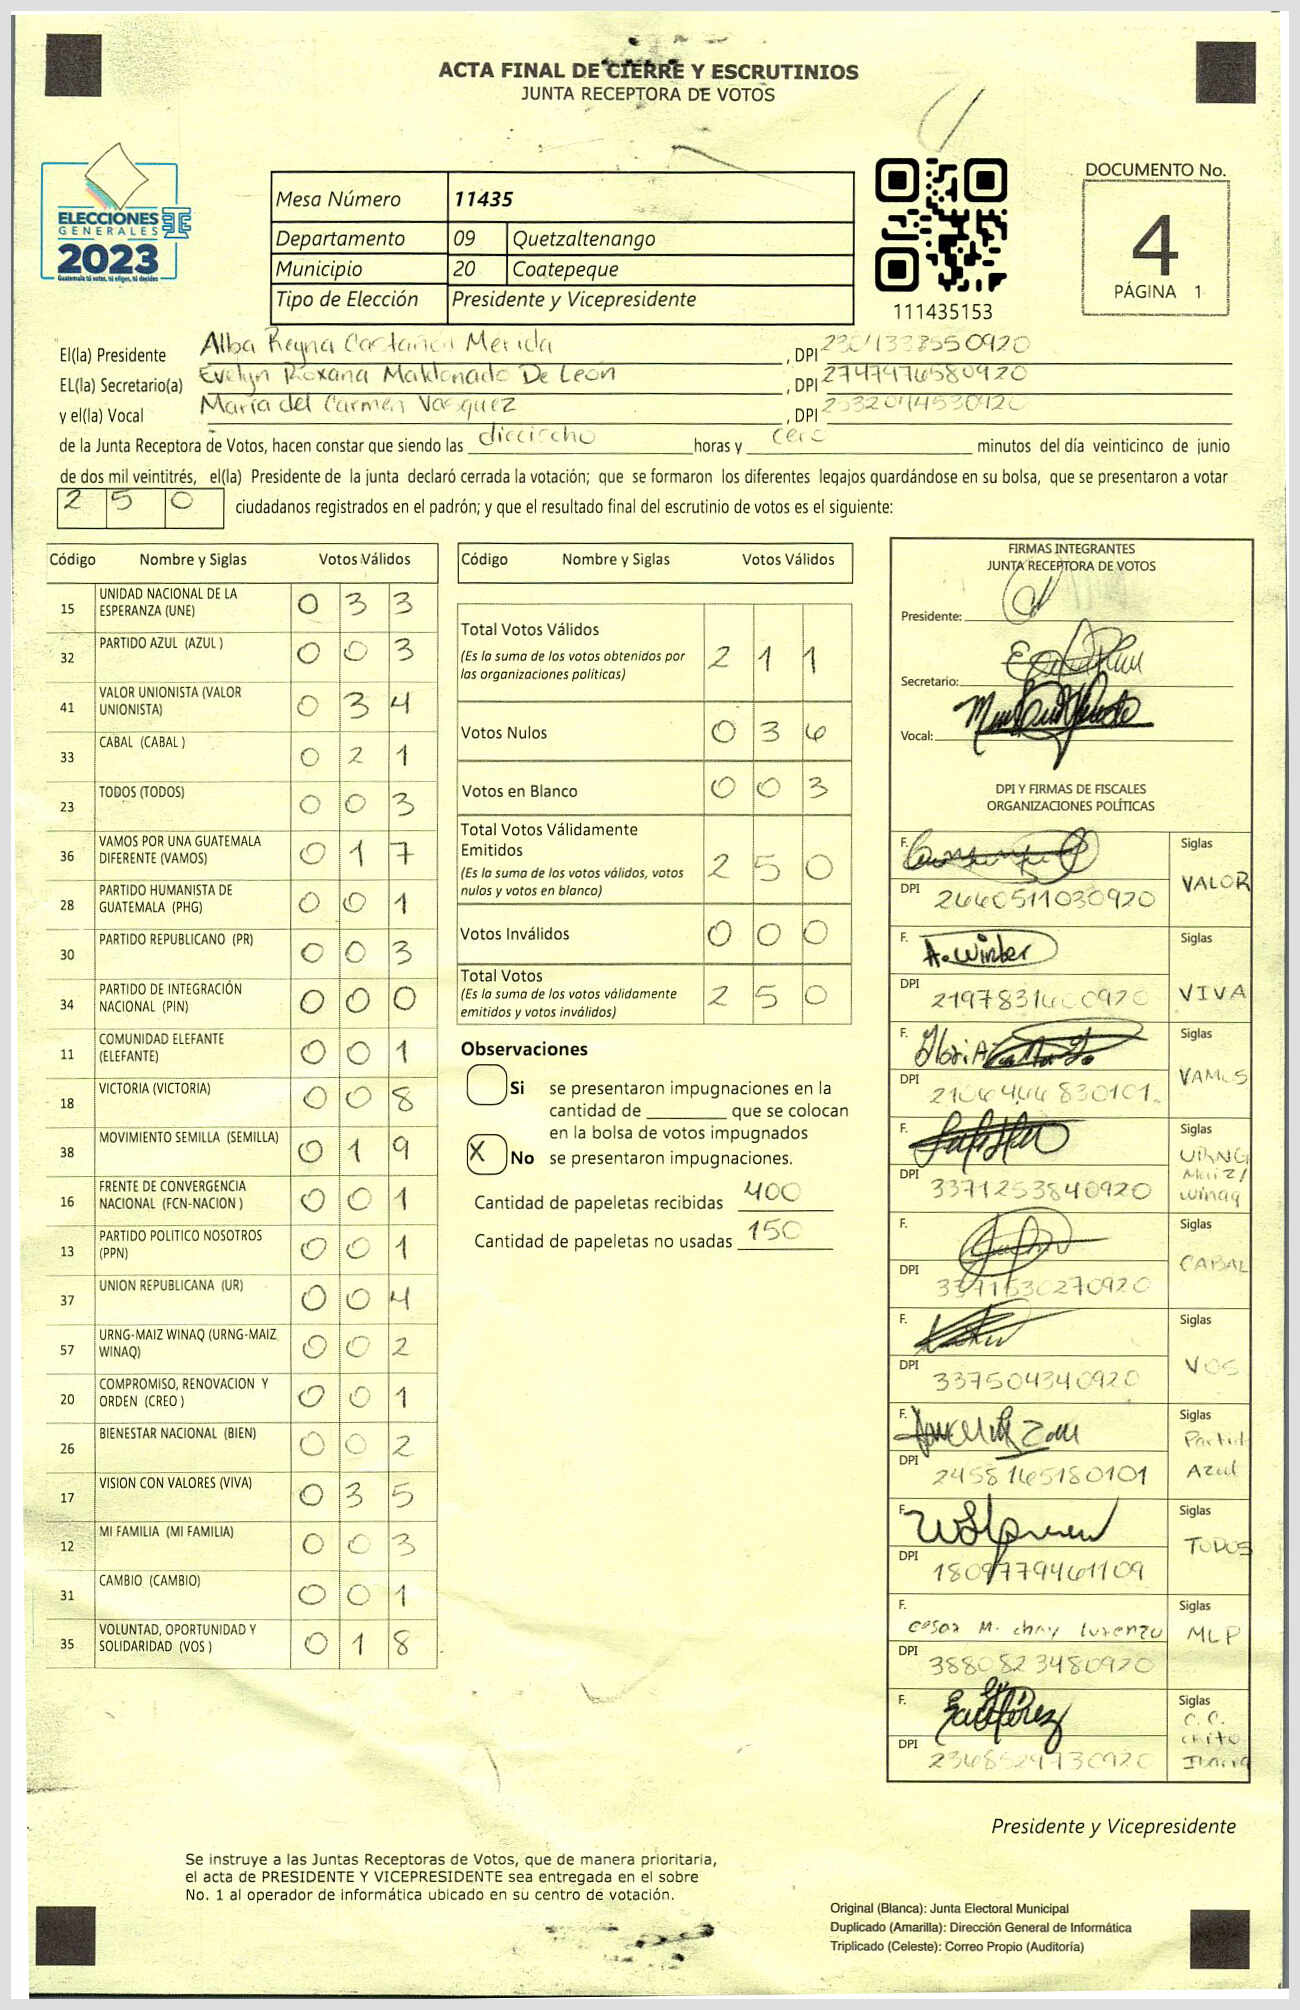 ACTA FINAL DE CIERRE Y ESCRUTINIOS
JUNTA RECEPTORA DE VOTOS
ELECCIONES
GENERALES
2023
Guatemala tú votas, tú eliges, tú decides
Mesa Número 11435
Departamento 09 Quetzaltenango
Municipio 20 Coatepeque
Tipo de Elección Presidente y Vicepresidente
111435153
DOCUMENTO No.
4
PÁGINA 1
El(la) Presidente Alba Reyna Castañon Merida , DPI
EL(la) Secretario(a) Evelyn Roxana Maldonado De León , DPI 2747476580920
y el(la) Vocal María del Carmen Vasquez , DPI
de la Junta Receptora de Votos, hacen constar que siendo las dieciocho horas y cero minutos del día veinticinco de junio
de dos mil veintitrés, el(la) Presidente de la junta declaró cerrada la votación; que se formaron los diferentes legajos guardándose en su bolsa, que se presentaron a votar
2 5 0 ciudadanos registrados en el padrón; y que el resultado final del escrutinio de votos es el siguiente:
Código Nombre y Siglas Votos Válidos
15 UNIDAD NACIONAL DE LA ESPERANZA (UNE) 0 3 3
32 PARTIDO AZUL (AZUL ) 0 0 3
41 VALOR UNIONISTA (VALOR UNIONISTA) 0 3 4
33 CABAL (CABAL ) 0 2 1
23 TODOS (TODOS) 0 0 3
36 VAMOS POR UNA GUATEMALA DIFERENTE (VAMOS) 0 1 7
28 PARTIDO HUMANISTA DE GUATEMALA (PHG) 0 0 1
30 PARTIDO REPUBLICANO (PR) 0 0 3
34 PARTIDO DE INTEGRACIÓN NACIONAL (PIN) 0 0 0
11 COMUNIDAD ELEFANTE (ELEFANTE) 0 0 1
18 VICTORIA (VICTORIA) 0 0 8
38 MOVIMIENTO SEMILLA (SEMILLA) 0 1 9
16 FRENTE DE CONVERGENCIA NACIONAL (FCN-NACION ) 0 0 1
13 PARTIDO POLITICO NOSOTROS (PPN) 0 0 1
37 UNION REPUBLICANA (UR) 0 0 4
57 URNG-MAIZ WINAQ (URNG-MAIZ WINAQ) 0 0 2
20 COMPROMISO, RENOVACION Y ORDEN (CREO ) 0 0 1
26 BIENESTAR NACIONAL (BIEN) 0 0 2
17 VISION CON VALORES (VIVA) 0 3 5
12 MI FAMILIA (MI FAMILIA) 0 0 3
31 CAMBIO (CAMBIO) 0 0 1
35 VOLUNTAD, OPORTUNIDAD Y SOLIDARIDAD (VOS ) 0 1 8
Código Nombre y Siglas Votos Válidos
Total Votos Válidos 2 1 1
(Es la suma de los votos obtenidos por
las organizaciones políticas)
Votos Nulos 0 3 6
Votos en Blanco 0 0 3
Total Votos Válidamente
Emitidos 2 5 0
(Es la suma de los votos válidos, votos
nulos y votos en blanco)
Votos Inválidos 0 0 0
Total Votos 2 5 0
(Es la suma de los votos válidamente
emitidos y votos inválidos)
Observaciones
Si se presentaron impugnaciones en la
cantidad de ________ que se colocan
en la bolsa de votos impugnados
X No se presentaron impugnaciones.
Cantidad de papeletas recibidas 400
Cantidad de papeletas no usadas 150
FIRMAS INTEGRANTES
JUNTA RECEPTORA DE VOTOS
Presidente:
Secretario:
Vocal:
DPI Y FIRMAS DE FISCALES
ORGANIZACIONES POLÍTICAS
F. Siglas
DPI 2640511030920 VALOR
F. A. Winter Siglas
DPI VIVA
F. Siglas
DPI VAMOS
F. Siglas
DPI 3371253840920 URNG Maiz/ Winaq
F. Siglas
DPI CABAL
F. Siglas
DPI 337504340920 VOS
F. Siglas
DPI 2458165180101 Partido Azul
F. Siglas
DPI TODOS
F. Cesar M. Chay Lorenzo Siglas
DPI 3880823480920 MLP
F. Siglas
DPI C.C. Chito Ibarra
Presidente y Vicepresidente
Se instruye a las Juntas Receptoras de Votos, que de manera prioritaria,
el acta de PRESIDENTE Y VICEPRESIDENTE sea entregada en el sobre
No. 1 al operador de informática ubicado en su centro de votación.
Original (Blanca): Junta Electoral Municipal
Duplicado (Amarilla): Dirección General de Informática
Triplicado (Celeste): Correo Propio (Auditoría)